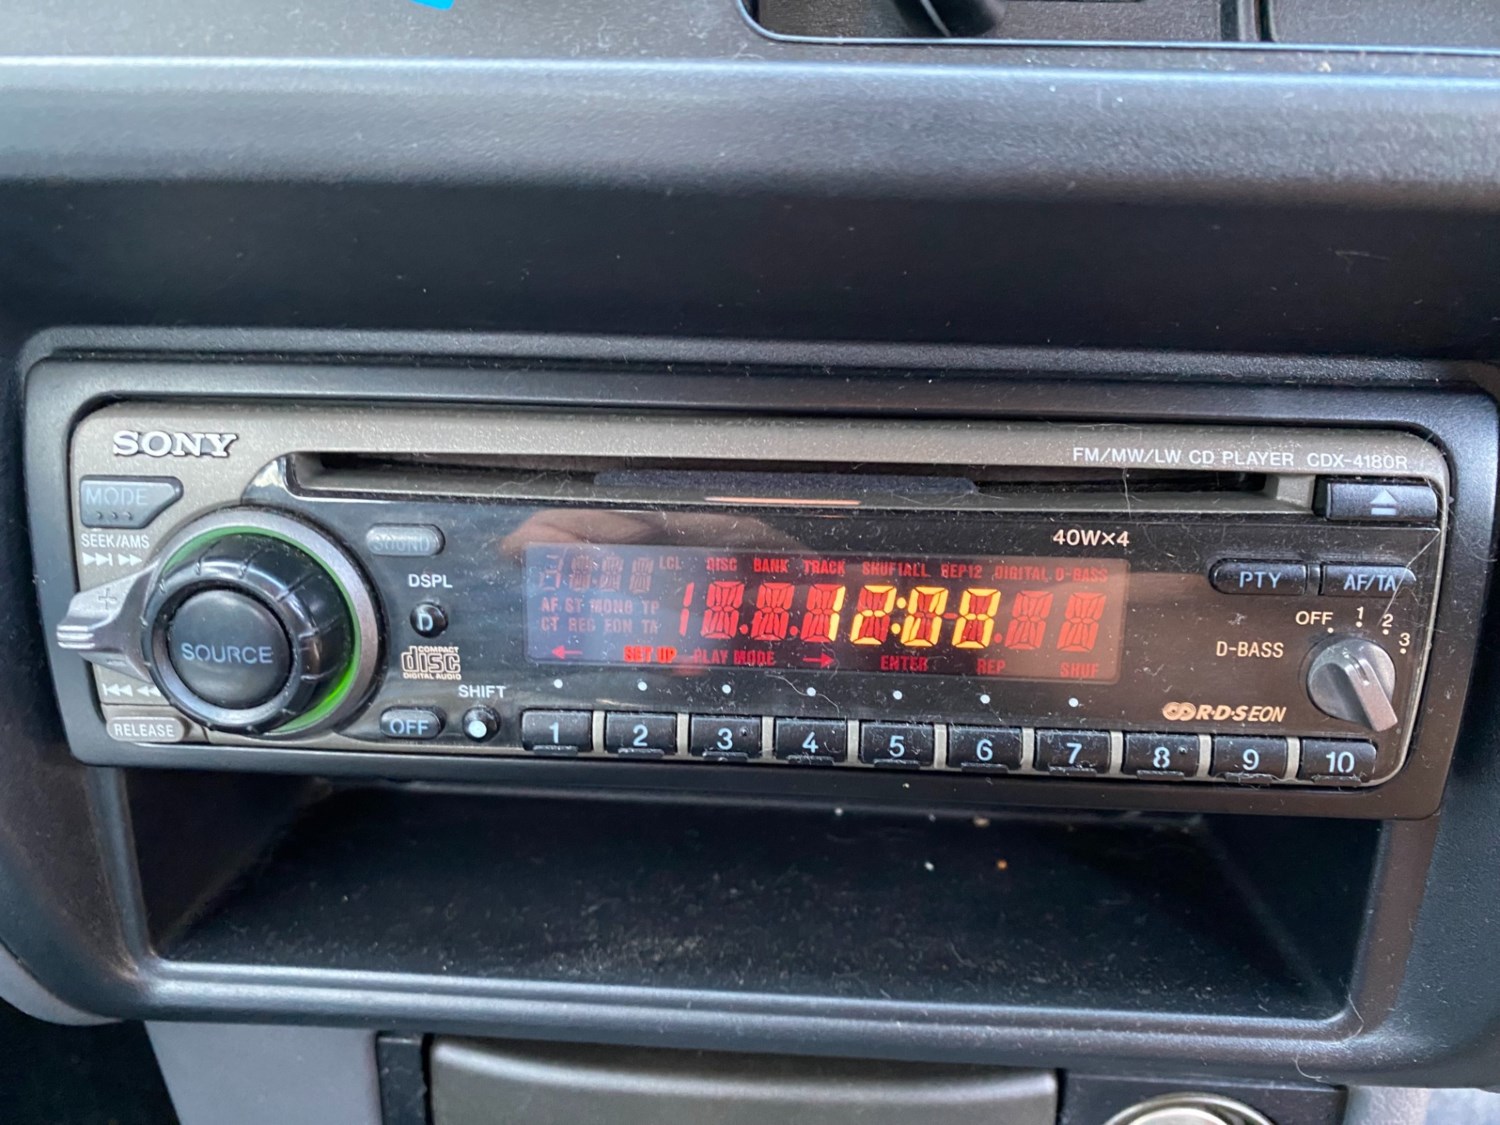 SONY
FM/MW/LW CD PLAYER CDX-4180R
MODE
SEEK/AMS
SOUND
40W×4
DSPL
D
LCL DISC BANK TRACK SHUF1ALL REP12 DIGITAL D-BASS
AF ST MONO TP
CT REG EON TA
12:08
SET UP PLAY MODE ENTER REP SHUF
PTY
AF/TA
OFF 1 2 3
D-BASS
SOURCE
COMPACT
disc
DIGITAL AUDIO
SHIFT
R·D·S EON
RELEASE
OFF
1 2 3 4 5 6 7 8 9 10